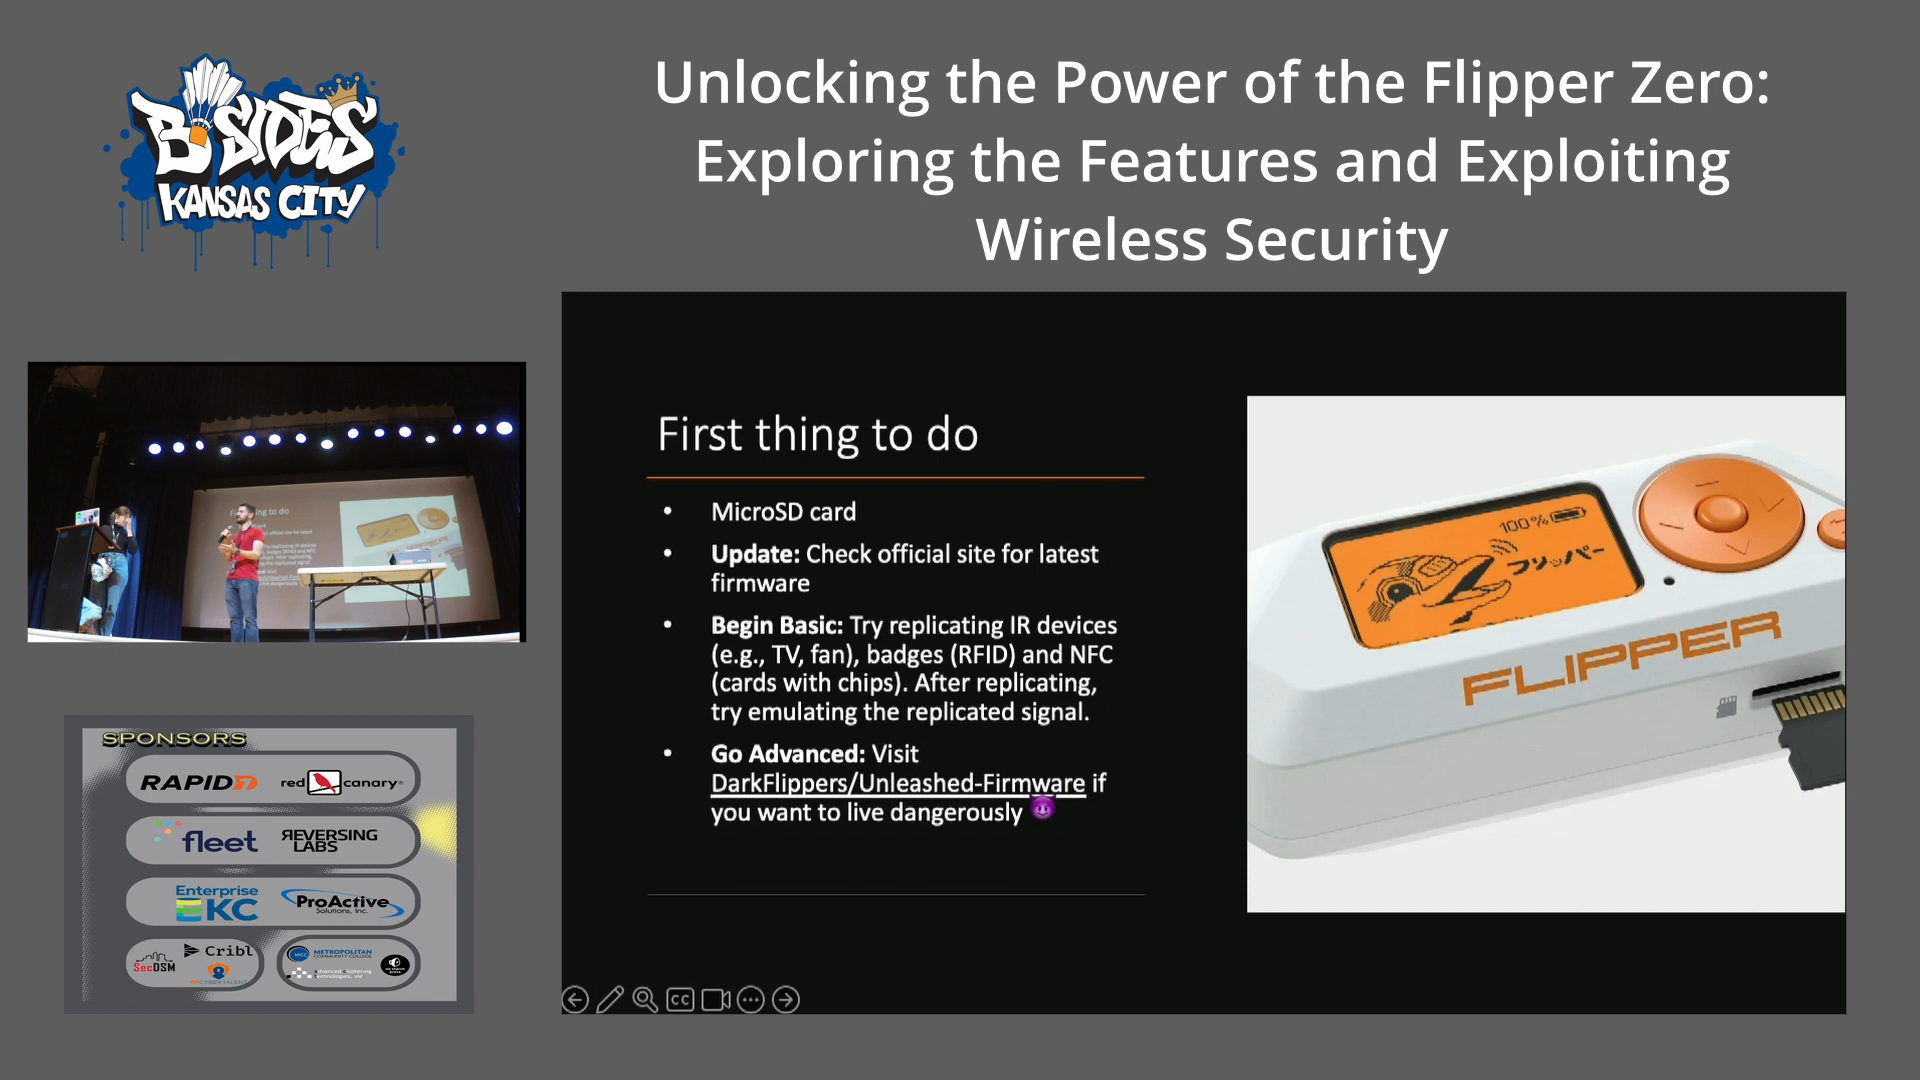 Unlocking the Power of the Flipper Zero:
Exploring the Features and Exploiting
Wireless Security
B·SIDES
KANSAS CITY
First thing to do
• MicroSD card
• Update: Check official site for latest
firmware
• Begin Basic: Try replicating IR devices
(e.g., TV, fan), badges (RFID) and NFC
(cards with chips). After replicating,
try emulating the replicated signal.
• Go Advanced: Visit
DarkFlippers/Unleashed-Firmware if
you want to live dangerously 😈
100%
フリッパー
FLIPPER
CC
SPONSORS
RAPID7
red canary
fleet
REVERSING
LABS
Enterprise
KC
ProActive
Solutions, Inc.
SecDSM
Cribl
CYBERTALENT
MCC
METROPOLITAN
COMMUNITY COLLEGE